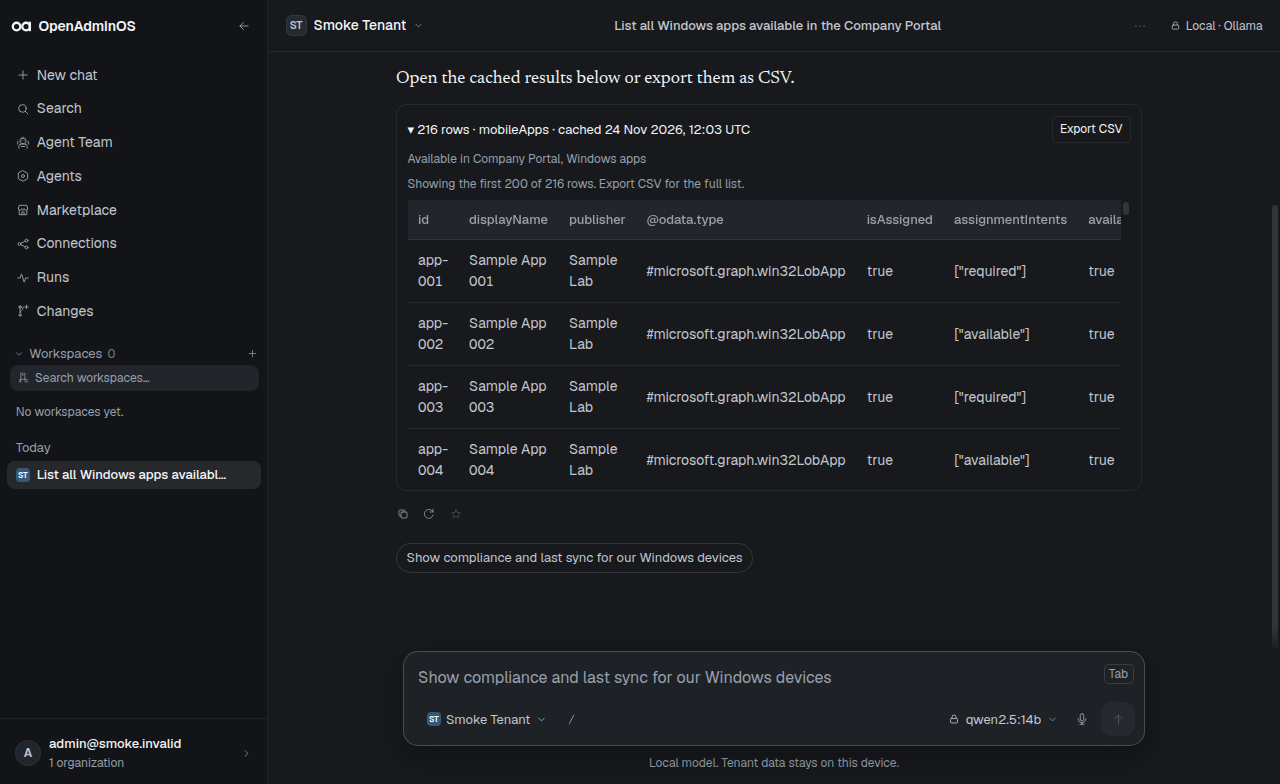 OpenAdminOS
New chat
Search
Agent Team
Agents
Marketplace
Connections
Runs
Changes
Workspaces 0
Search workspaces...
No workspaces yet.
Today
ST List all Windows apps availabl...
A
admin@smoke.invalid
1 organization
ST Smoke Tenant
List all Windows apps available in the Company Portal
Local · Ollama
Open the cached results below or export them as CSV.
▾ 216 rows · mobileApps · cached 24 Nov 2026, 12:03 UTC
Export CSV
Available in Company Portal, Windows apps
Showing the first 200 of 216 rows. Export CSV for the full list.
id displayName publisher @odata.type isAssigned assignmentIntents availa
app-001 Sample App 001 Sample Lab #microsoft.graph.win32LobApp true ["required"] true
app-002 Sample App 002 Sample Lab #microsoft.graph.win32LobApp true ["available"] true
app-003 Sample App 003 Sample Lab #microsoft.graph.win32LobApp true ["required"] true
app-004 Sample App 004 Sample Lab #microsoft.graph.win32LobApp true ["available"] true
Show compliance and last sync for our Windows devices
Show compliance and last sync for our Windows devices
Tab
ST Smoke Tenant
/
qwen2.5:14b
Local model. Tenant data stays on this device.